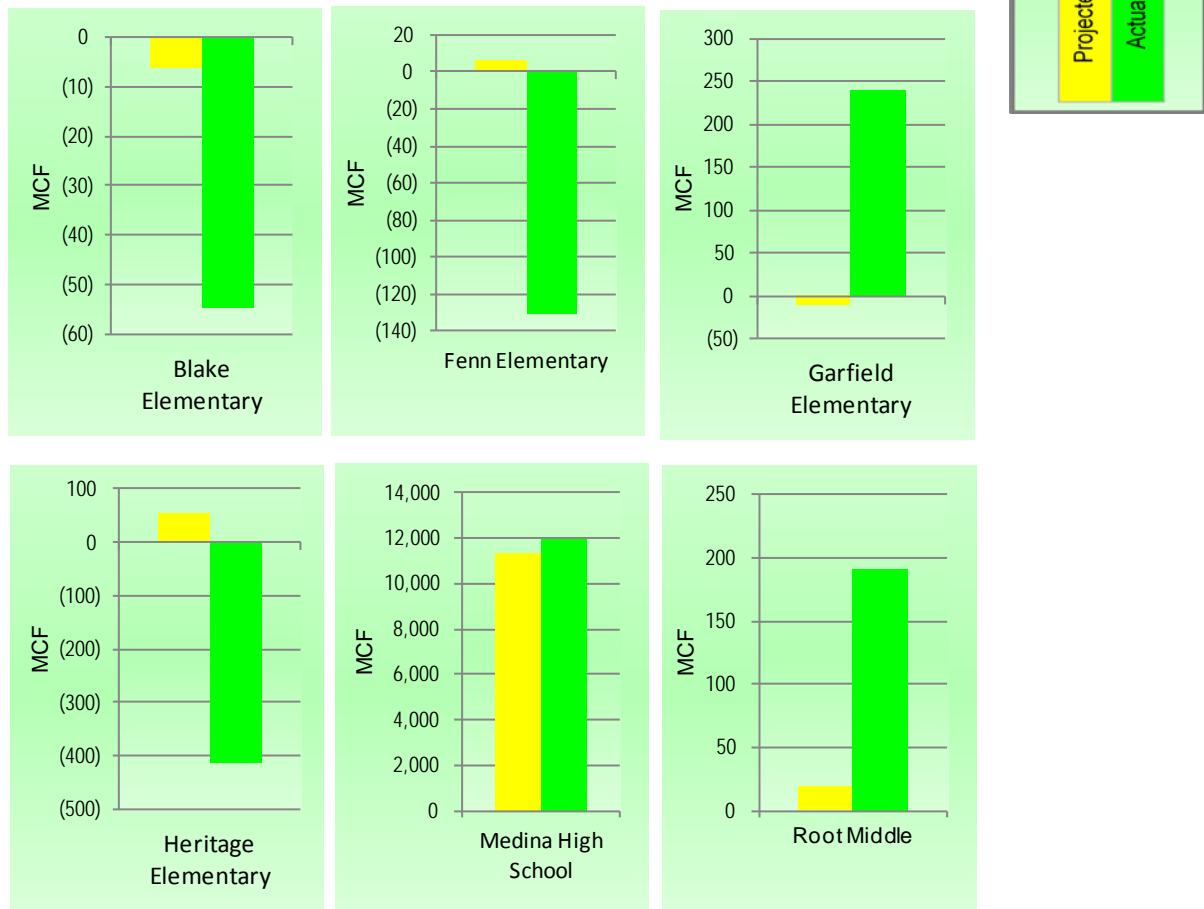 0
(10)
(20)
(30)
(40)
(50)
(60)
MCF
Blake
Elementary
20
0
(20)
(40)
(60)
(80)
(100)
(120)
(140)
MCF
Fenn Elementary
300
250
200
150
100
50
0
(50)
MCF
Garfield
Elementary
100
0
(100)
(200)
(300)
(400)
(500)
MCF
Heritage
Elementary
14,000
12,000
10,000
8,000
6,000
4,000
2,000
0
MCF
Medina High
School
250
200
150
100
50
0
MCF
Root Middle